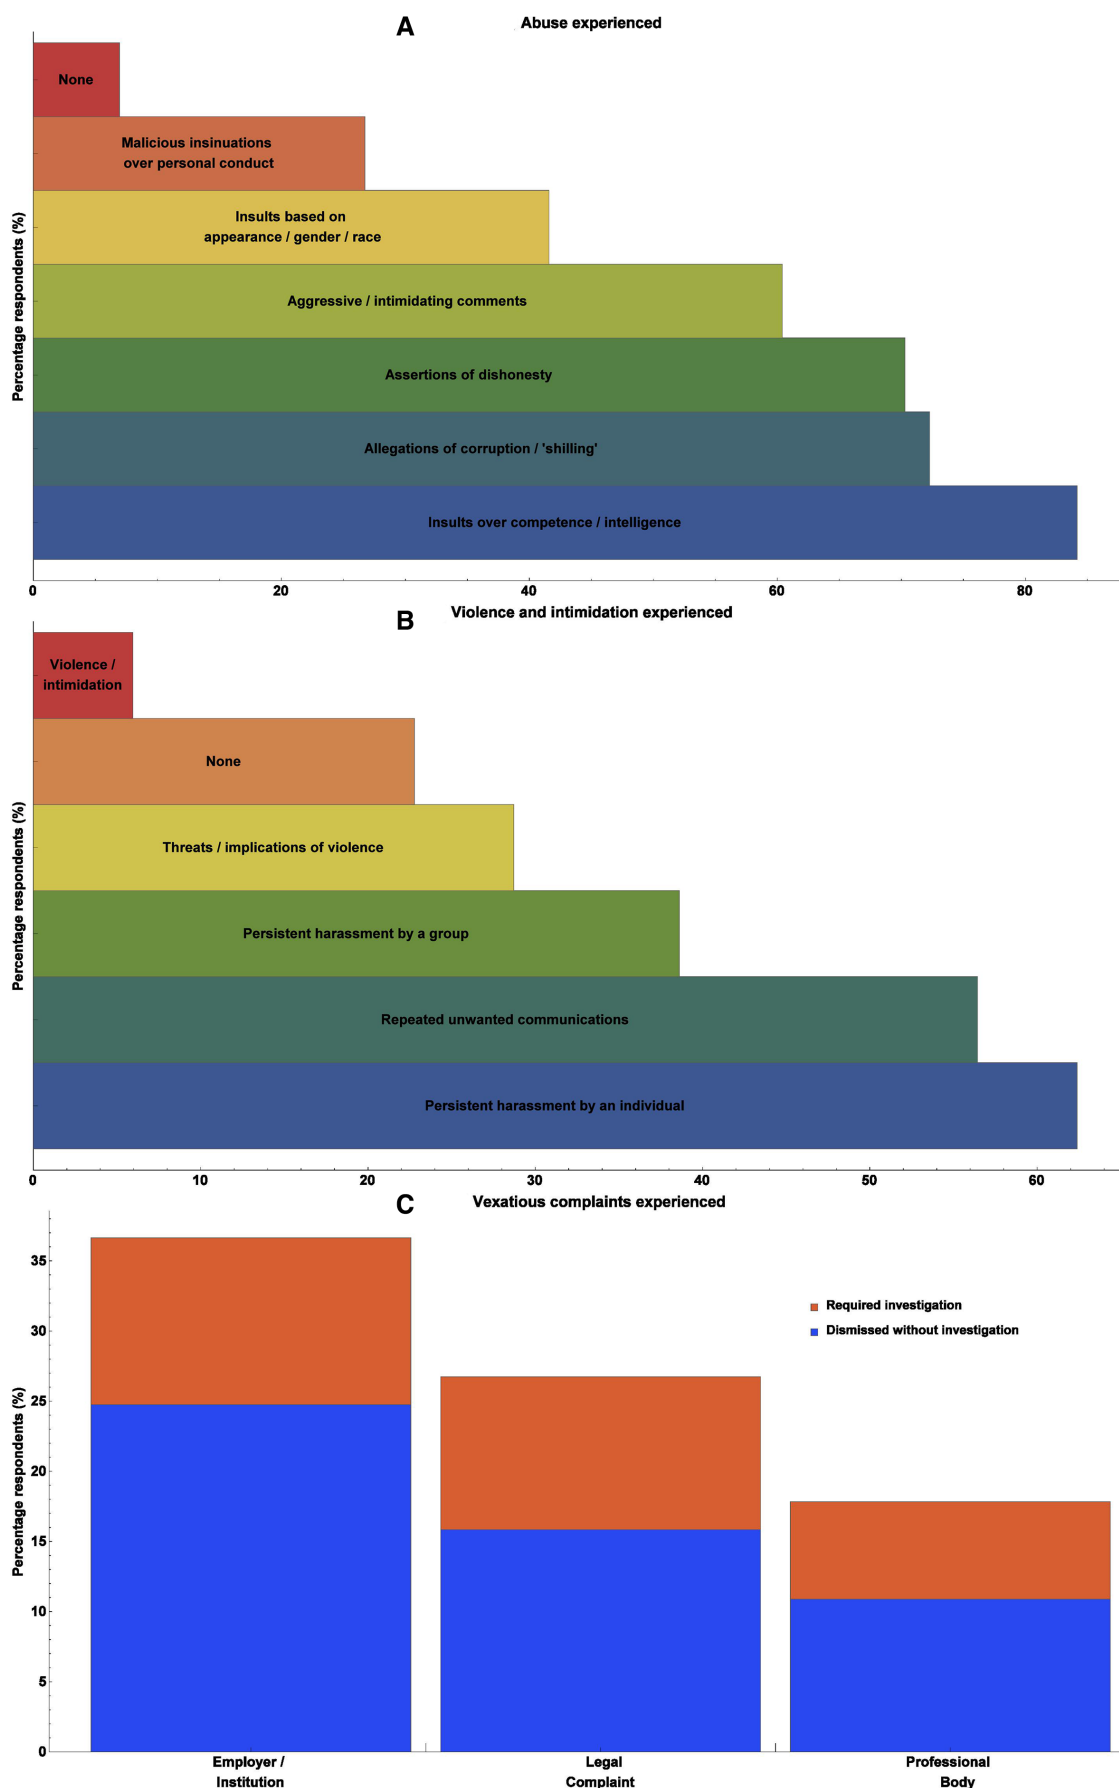 A
Abuse experienced
Percentage respondents (%)
None
Malicious insinuations
over personal conduct
Insults based on
appearance / gender / race
Aggressive / intimidating comments
Assertions of dishonesty
Allegations of corruption / 'shilling'
Insults over competence / intelligence
0 20 40 60 80
B
Violence and intimidation experienced
Percentage respondents (%)
Violence /
intimidation
None
Threats / implications of violence
Persistent harassment by a group
Repeated unwanted communications
Persistent harassment by an individual
0 10 20 30 40 50 60
C
Vexatious complaints experienced
Percentage respondents (%)
35
30
25
20
15
10
5
0
Required investigation
Dismissed without investigation
Employer /
Institution
Legal
Complaint
Professional
Body